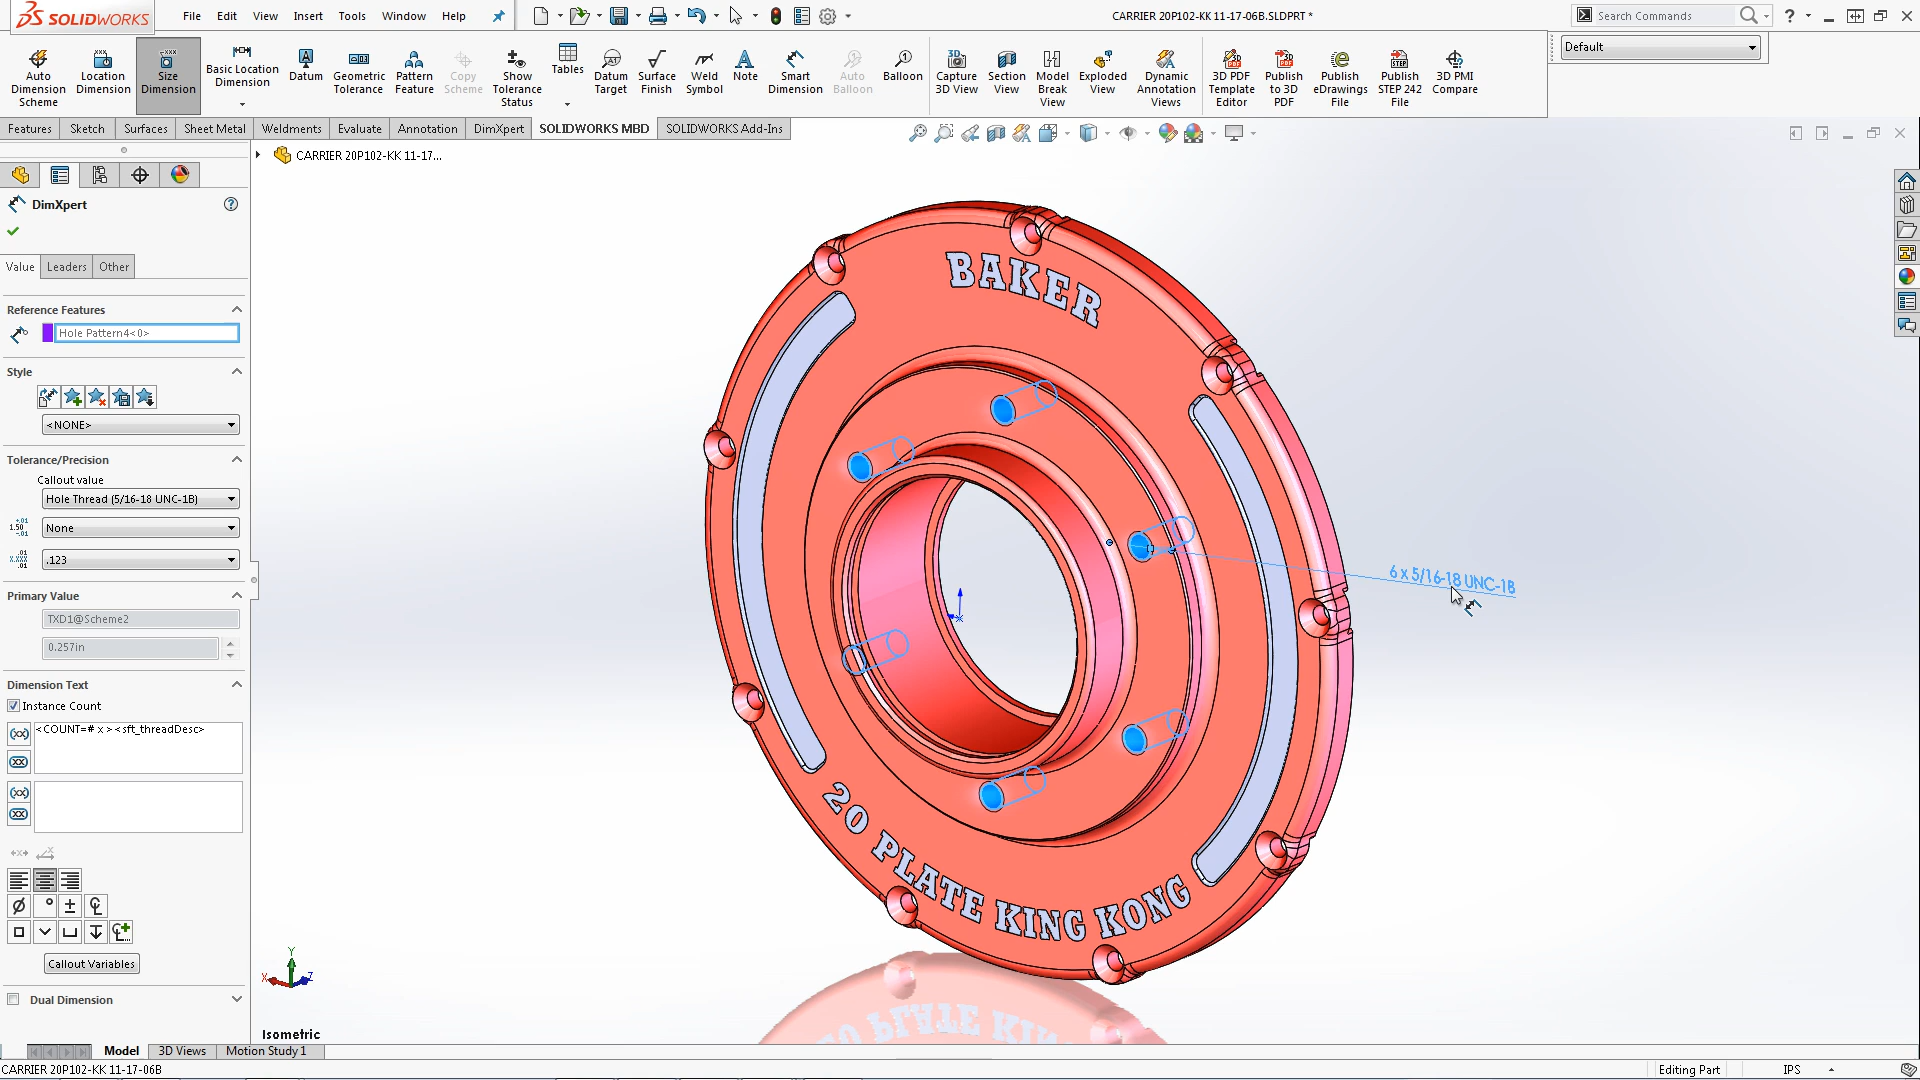 SOLIDWORKS
File Edit View Insert Tools Window Help
CARRIER 20P102-KK 11-17-06B.SLDPRT *
Search Commands
Default
Auto Dimension Scheme
Location Dimension
Size Dimension
Basic Location Dimension
Datum
Geometric Tolerance
Pattern Feature
Copy Scheme
Show Tolerance Status
Tables
Datum Target
Surface Finish
Weld Symbol
Note
Smart Dimension
Auto Balloon
Balloon
Capture 3D View
Section View
Model Break View
Exploded View
Dynamic Annotation Views
3D PDF Template Editor
Publish to 3D PDF
Publish eDrawings File
Publish STEP 242 File
3D PMI Compare
Features Sketch Surfaces Sheet Metal Weldments Evaluate Annotation DimXpert SOLIDWORKS MBD SOLIDWORKS Add-Ins
CARRIER 20P102-KK 11-17...
DimXpert
Value Leaders Other
Reference Features
Hole Pattern4<0>
Style
<NONE>
Tolerance/Precision
Callout value
Hole Thread (5/16-18 UNC-1B)
None
.123
Primary Value
TXD1@Scheme2
0.257in
Dimension Text
Instance Count
<COUNT=# x ><sft_threadDesc>
Callout Variables
Dual Dimension
BAKER
20 PLATE KING KONG
6 x 5/16-18 UNC-1B
Y
X
Z
Isometric
Model 3D Views Motion Study 1
CARRIER 20P102-KK 11-17-06B
Editing Part
IPS